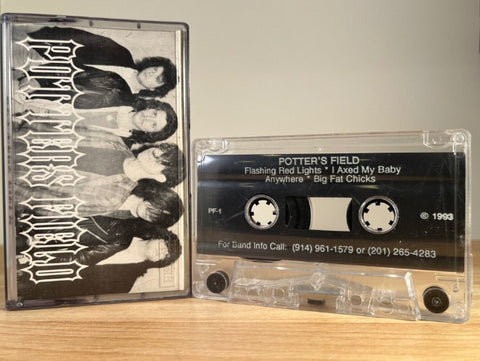 POTTERS FIELD
POTTER'S FIELD
Flashing Red Lights * I Axed My Baby
Anywhere * Big Fat Chicks
PF-1
© 1993
For Band Info Call: (914) 961-1579 or (201) 265-4283